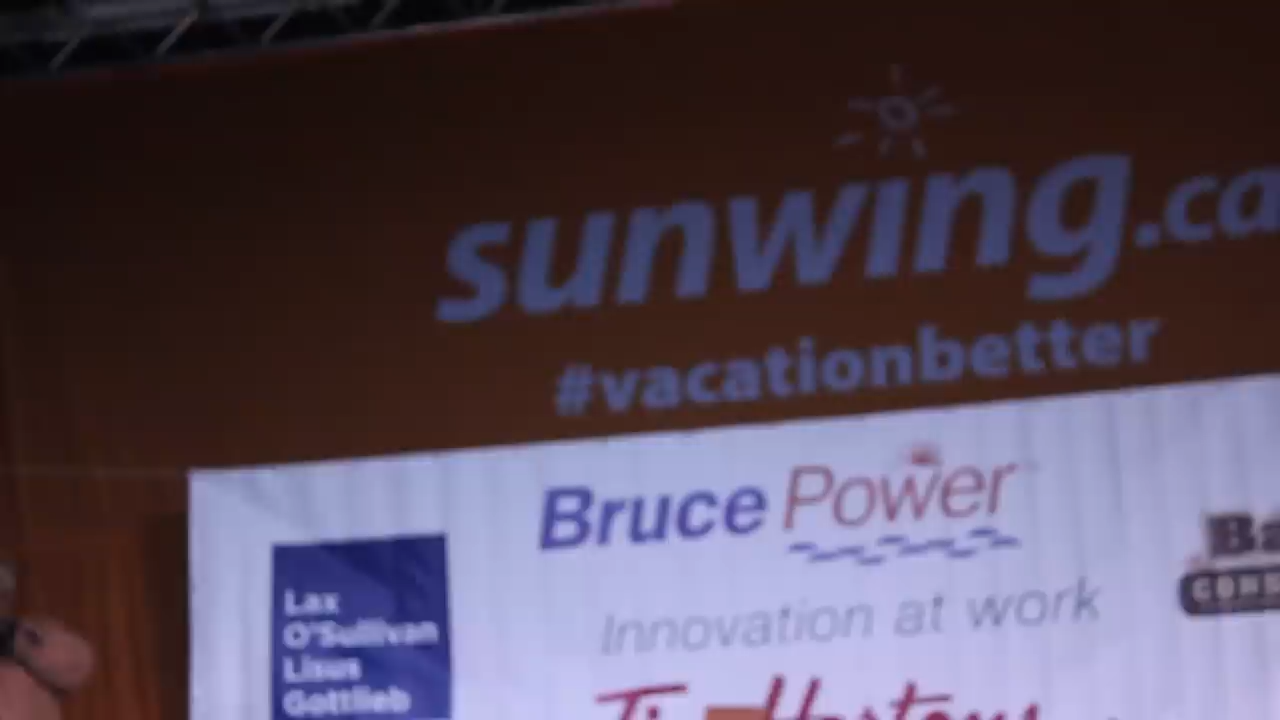 sunwing.ca
#vacationbetter
Bruce Power
Innovation at work
Lax
O'Sullivan
Lisus
Gottlieb